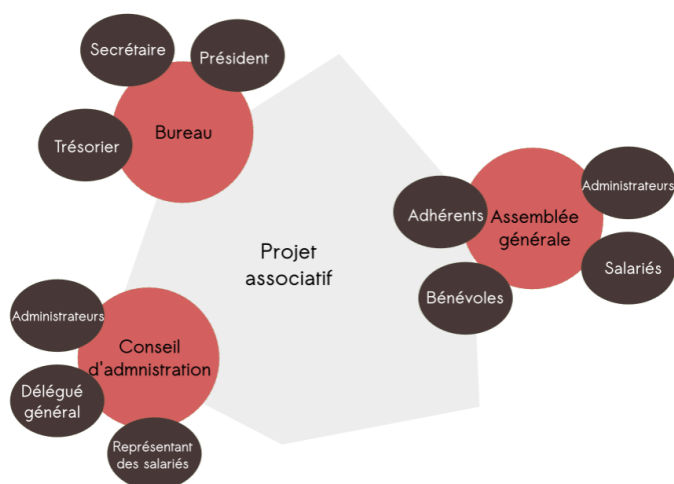 Secrétaire
Président
Bureau
Trésorier
Projet
associatif
Adhérents
Assemblée
générale
Administrateurs
Salariés
Bénévoles
Administrateurs
Conseil
d'admnistration
Délégué
général
Représentant
des salariés